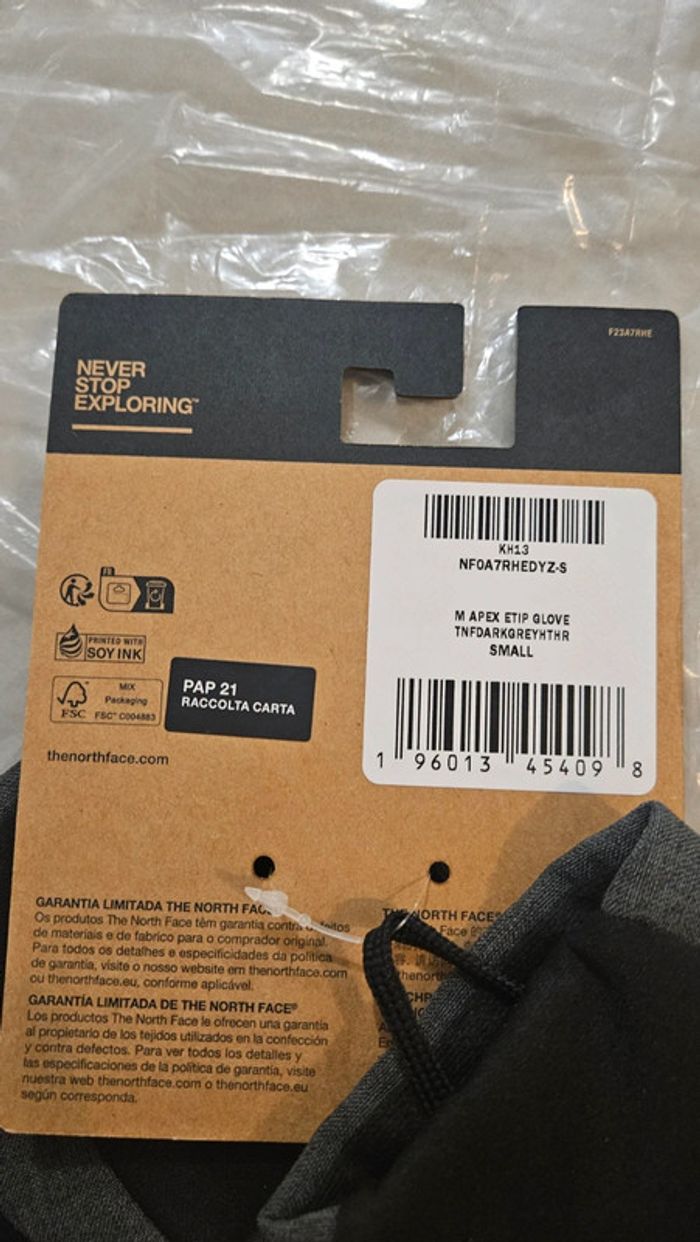 F23A7RHE
NEVER
STOP
EXPLORING™
KH13
NF0A7RHEDYZ-S
M APEX ETIP GLOVE
TNFDARKGREYHTHR
SMALL
1 96013 45409 8
FR
PRINTED WITH
SOY INK
FSC
MIX
Packaging
FSC® C004883
PAP 21
RACCOLTA CARTA
thenorthface.com
GARANTIA LIMITADA THE NORTH
Os produtos The North Face têm garantia contra
de materiais e de fabrico para o comprador original.
Para todos os detalhes e especificidades da política
de garantia, visite o nosso website em thenorthface.com
ou thenorthface.eu, conforme aplicável.
GARANTÍA LIMITADA DE THE NORTH FACE®
Los productos The North Face le ofrecen una garantía
al propietario de los tejidos utilizados en la confección
y contra defectos. Para ver todos los detalles y
las especificaciones de la política de garantía, visite
nuestra web thenorthface.com o thenorthface.eu
según corresponda.
NORTH FACE®
Face